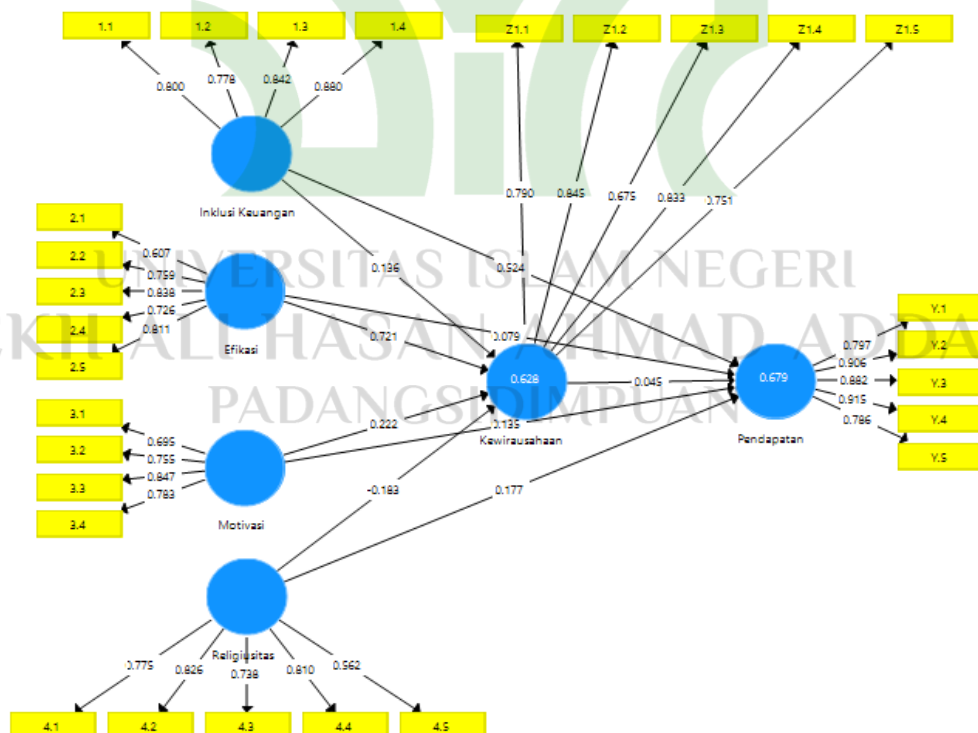 1.1 1.2 1.3 1.4 Z1.1 Z1.2 Z1.3 Z1.4 Z1.5
0.800 0.778 0.842 0.880
Inklusi Keuangan
0.790 0.845 0.675 0.833 0.751
2.1
2.2
2.3
2.4
2.5
0.607
0.759
0.838
0.726
0.811
Efikasi
UNIVERSITAS ISLAM NEGERI
ALI HASAN AHMAD ADDA
PADANGSIDIMPUAN
0.136 0.524
0.721 0.079
0.628 0.045 0.679
0.222 0.135
Kewirausahaan
Pendapatan
-0.183 0.177
Y.1
Y.2
Y.3
Y.4
Y.5
0.797
0.906
0.882
0.915
0.786
3.1
3.2
3.3
3.4
0.695
0.755
0.847
0.783
Motivasi
Religiusitas
0.775 0.826 0.738 0.810 0.562
4.1 4.2 4.3 4.4 4.5